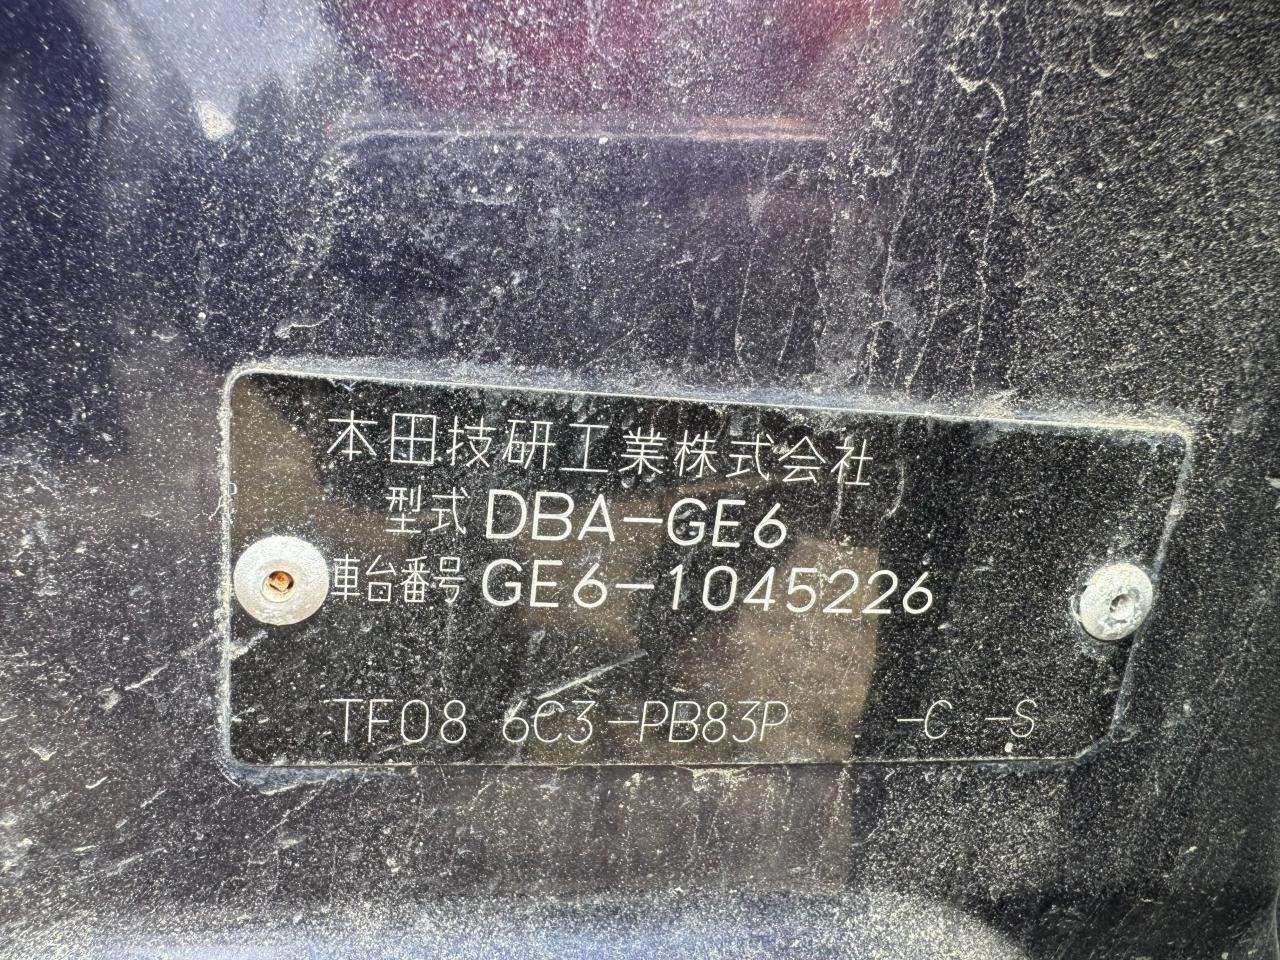 本田技研工業株式会社
型式 DBA-GE6
車台番号 GE6-1045226
TF08 6C3-PB83P -C -S